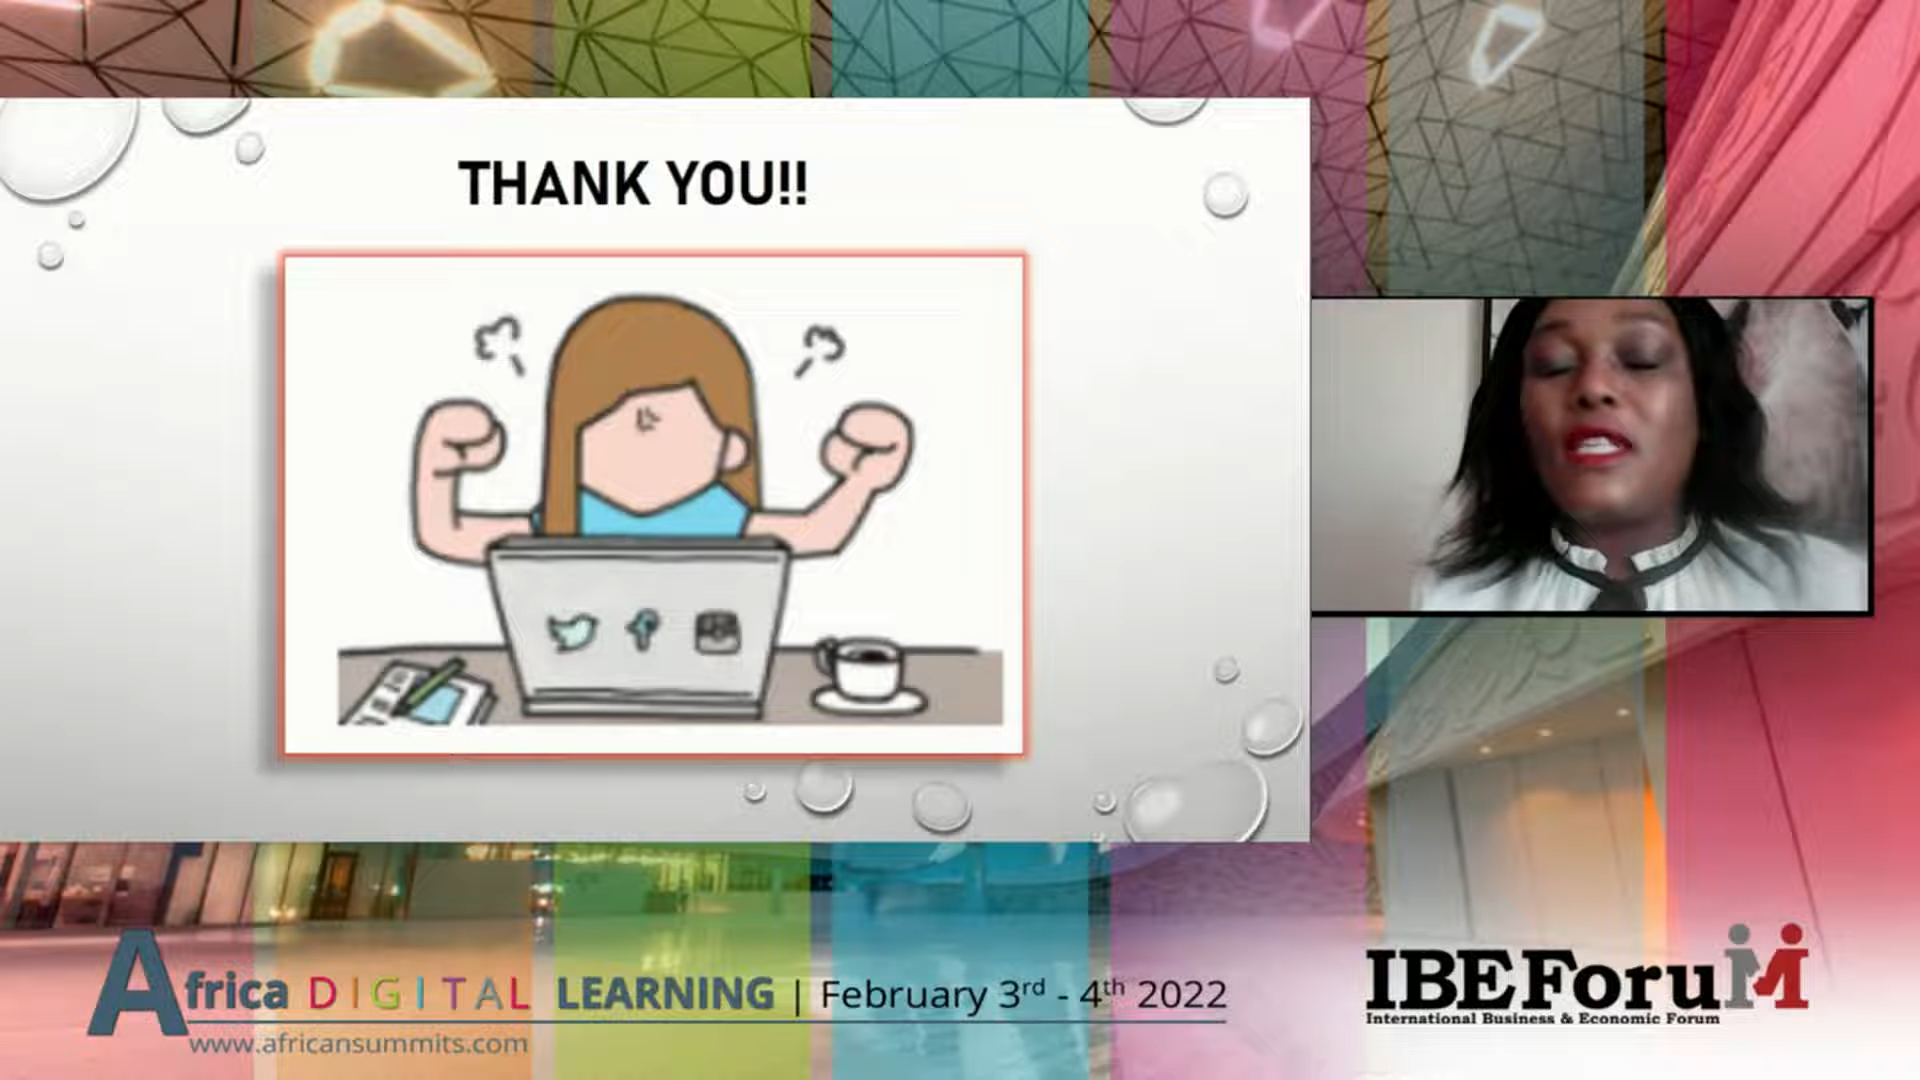 THANK YOU!!
Africa DIGITAL LEARNING | February 3rd - 4th 2022
www.africansummits.com
IBEForuM
International Business & Economic Forum